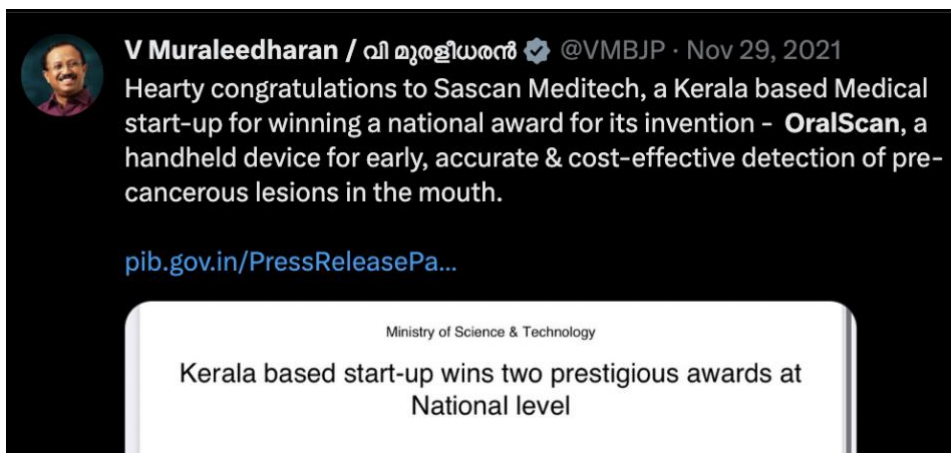 V Muraleedharan / വി മുരളീധരൻ @VMBJP · Nov 29, 2021
Hearty congratulations to Sascan Meditech, a Kerala based Medical
start-up for winning a national award for its invention - OralScan, a
handheld device for early, accurate & cost-effective detection of pre-
cancerous lesions in the mouth.
pib.gov.in/PressReleasePa...
Ministry of Science & Technology
Kerala based start-up wins two prestigious awards at
National level